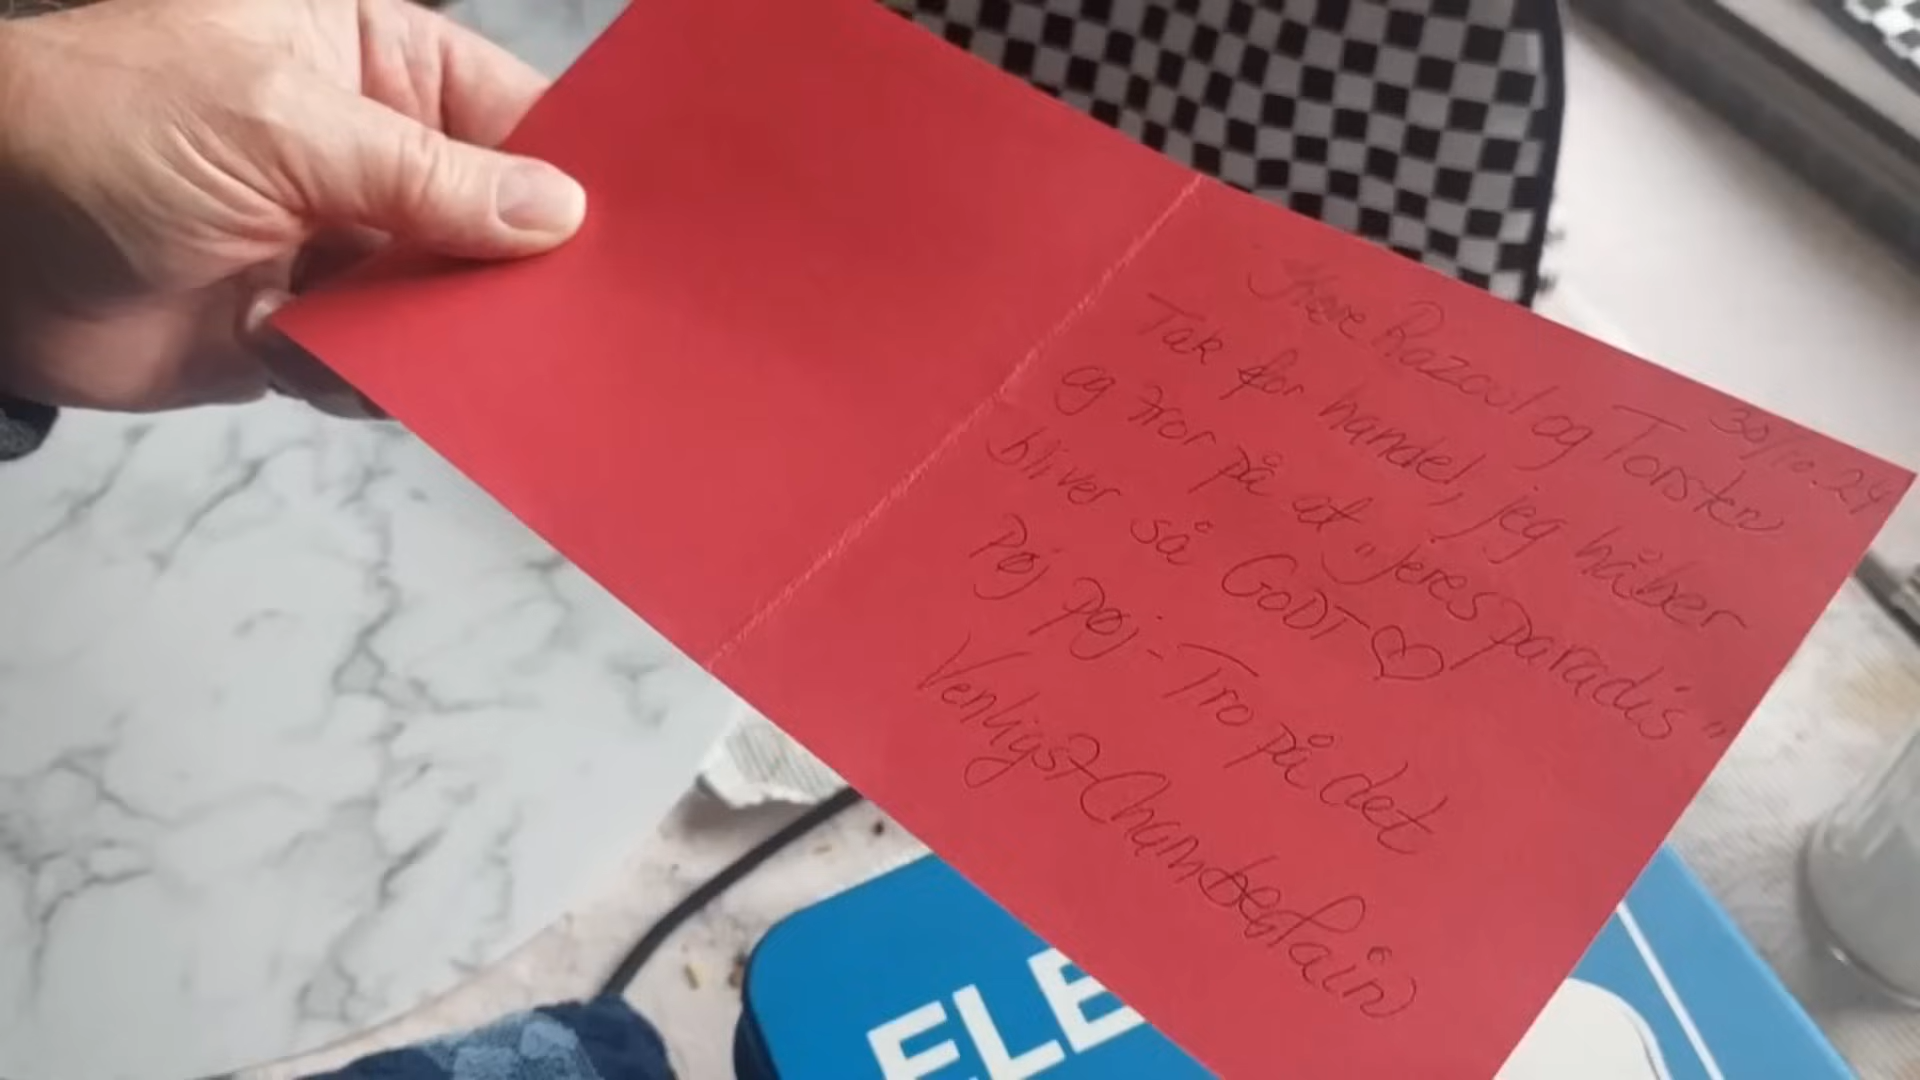 30/10.24
Kære Razoul og Torsten
Tak for handel, jeg håber
og tror på at "jeres paradis"
bliver så GODT
Pøj Pøj - Tro på det
Venligst Chamberlain
ELE